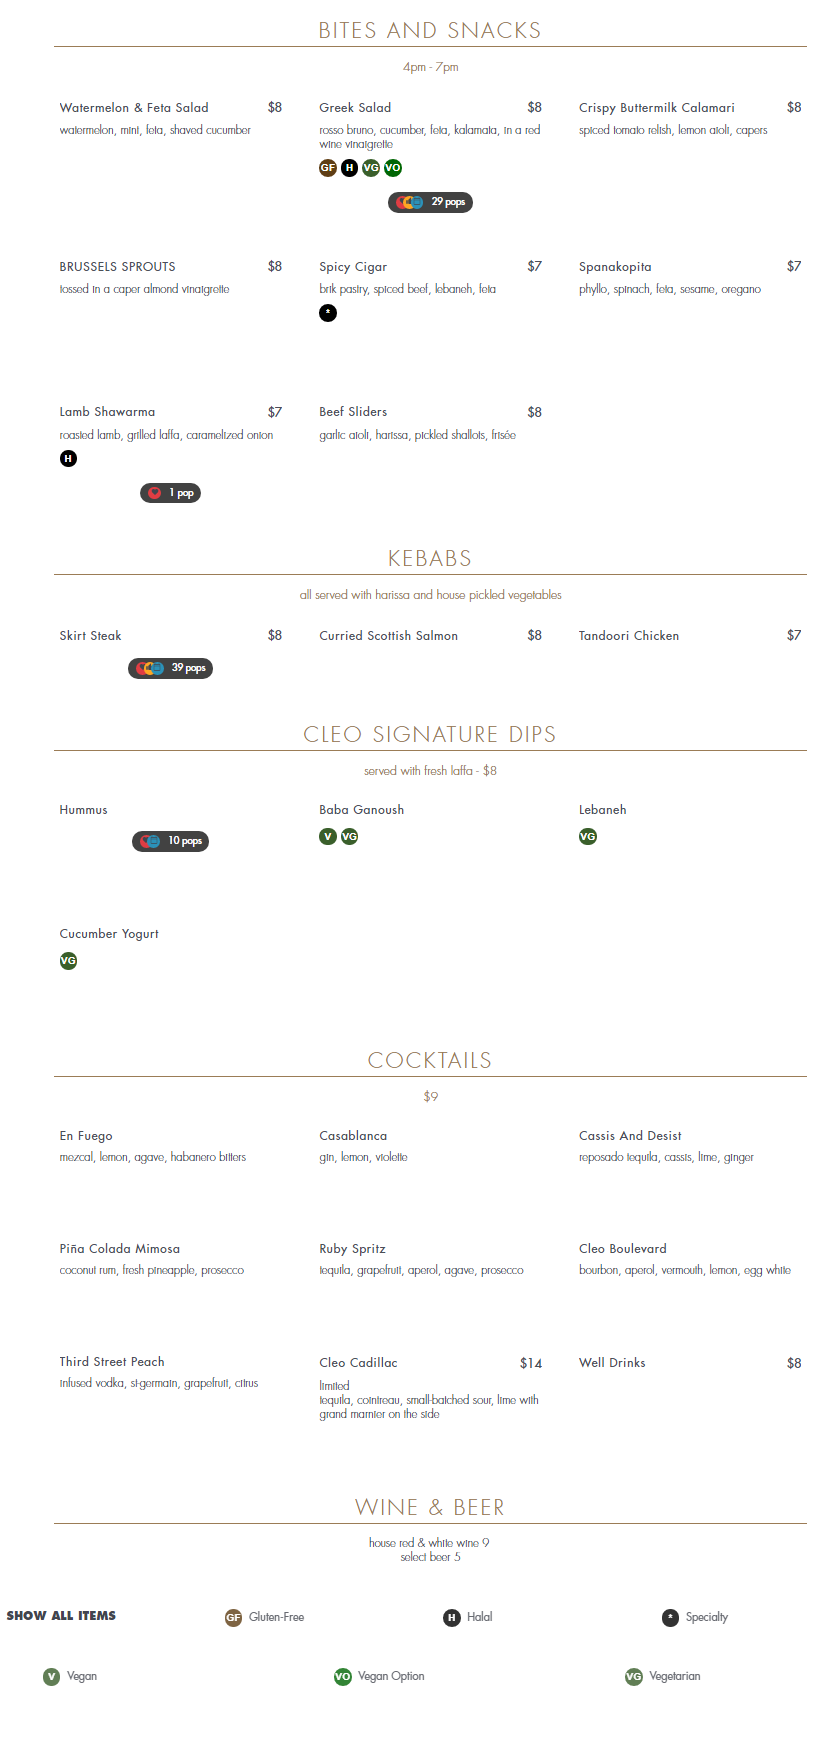 BITES AND SNACKS
4pm - 7pm
Watermelon & Feta Salad $8
watermelon, mint, feta, shaved cucumber
Greek Salad $8
rosso bruno, cucumber, feta, kalamata, in a red
wine vinaigrette
GF H VG VO
29 pops
Crispy Buttermilk Calamari $8
spiced tomato relish, lemon aioli, capers
BRUSSELS SPROUTS $8
tossed in a caper almond vinaigrette
Spicy Cigar $7
brik pastry, spiced beef, lebaneh, feta
*
Spanakopita $7
phyllo, spinach, feta, sesame, oregano
Lamb Shawarma $7
roasted lamb, grilled laffa, caramelized onion
H
1 pop
Beef Sliders $8
garlic aioli, harissa, pickled shallots, frisée
KEBABS
all served with harissa and house pickled vegetables
Skirt Steak $8
39 pops
Curried Scottish Salmon $8
Tandoori Chicken $7
CLEO SIGNATURE DIPS
served with fresh laffa - $8
Hummus
10 pops
Baba Ganoush
V VG
Lebaneh
VG
Cucumber Yogurt
VG
COCKTAILS
$9
En Fuego
mezcal, lemon, agave, habanero bitters
Casablanca
gin, lemon, violette
Cassis And Desist
reposado tequila, cassis, lime, ginger
Piña Colada Mimosa
coconut rum, fresh pineapple, prosecco
Ruby Spritz
tequila, grapefruit, aperol, agave, prosecco
Cleo Boulevard
bourbon, aperol, vermouth, lemon, egg white
Third Street Peach
infused vodka, st-germain, grapefruit, citrus
Cleo Cadillac $14
limited
tequila, cointreau, small-batched sour, lime with
grand marnier on the side
Well Drinks $8
WINE & BEER
house red & white wine 9
select beer 5
SHOW ALL ITEMS
GF Gluten-Free
H Halal
* Specialty
V Vegan
VO Vegan Option
VG Vegetarian